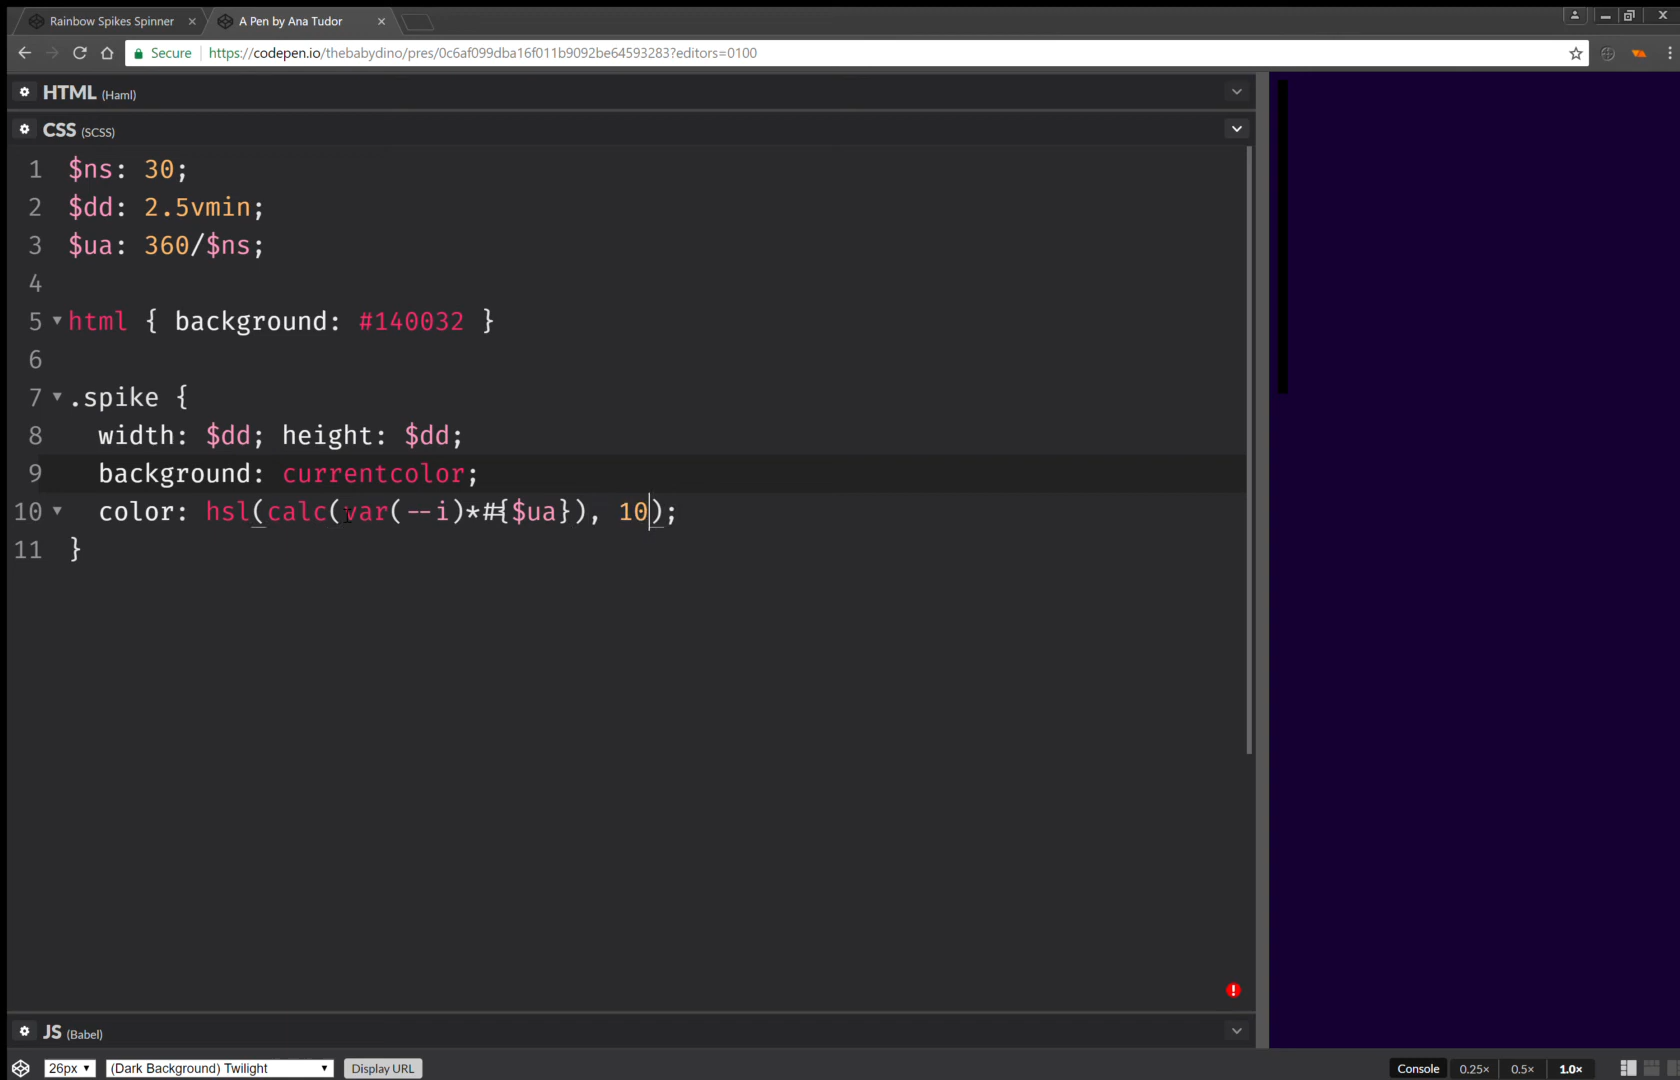 Rainbow Spikes Spinner
A Pen by Ana Tudor
Secure
https://codepen.io/thebabydino/pres/0c6af099dba16f011b9092be64593283?editors=0100
HTML (Haml)
CSS (SCSS)
1 $ns: 30;
2 $dd: 2.5vmin;
3 $ua: 360/$ns;
4
5 html { background: #140032 }
6
7 .spike {
8 width: $dd; height: $dd;
9 background: currentcolor;
10 color: hsl(calc(var(--i)*#{$ua}), 10);
11 }
JS (Babel)
26px
(Dark Background) Twilight
Display URL
Console
0.25×
0.5×
1.0×